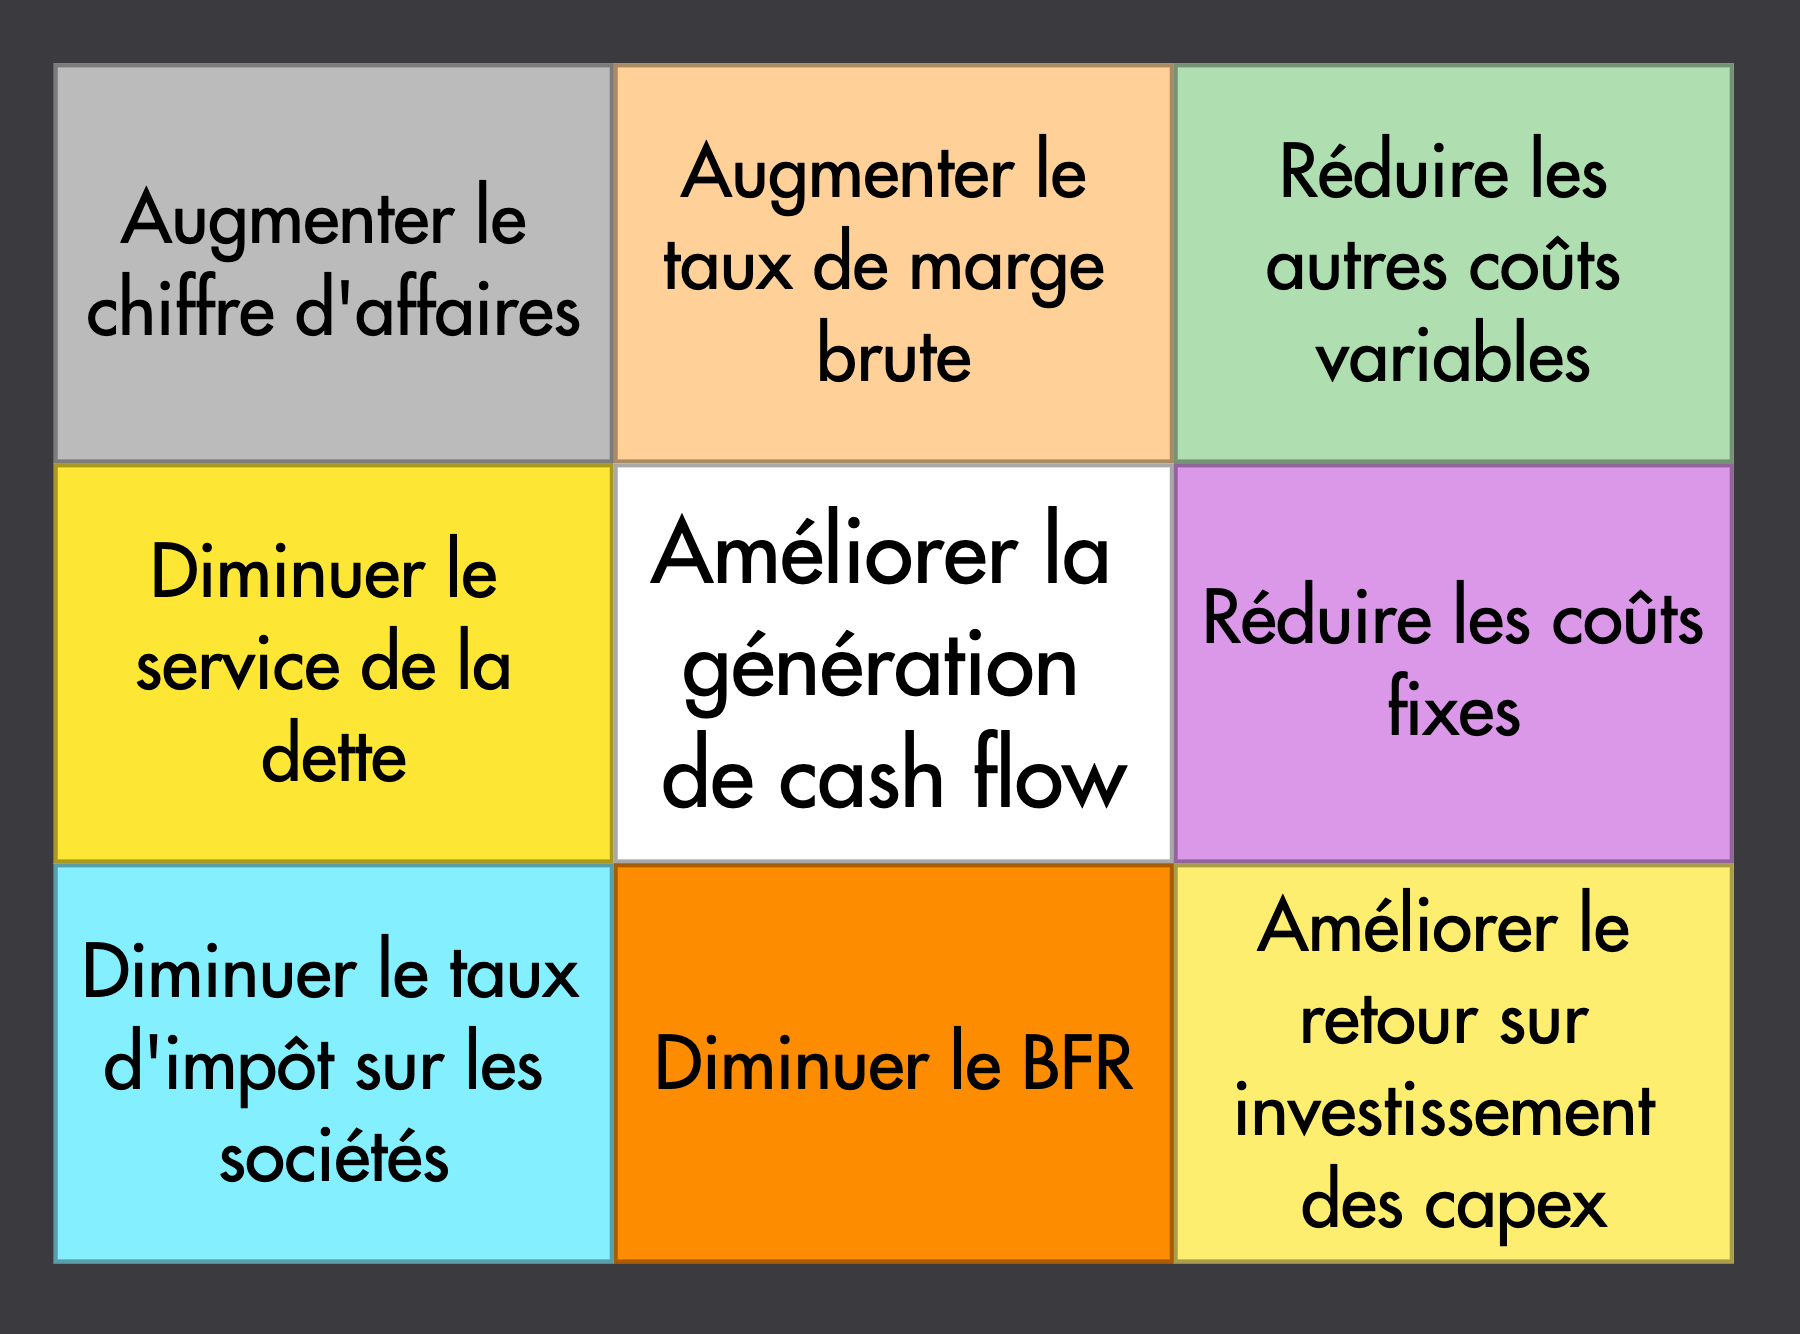 Augmenter le
chiffre d'affaires
Augmenter le
taux de marge
brute
Réduire les
autres coûts
variables
Diminuer le
service de la
dette
Améliorer la
génération
de cash flow
Réduire les coûts
fixes
Diminuer le taux
d'impôt sur les
sociétés
Diminuer le BFR
Améliorer le
retour sur
investissement
des capex